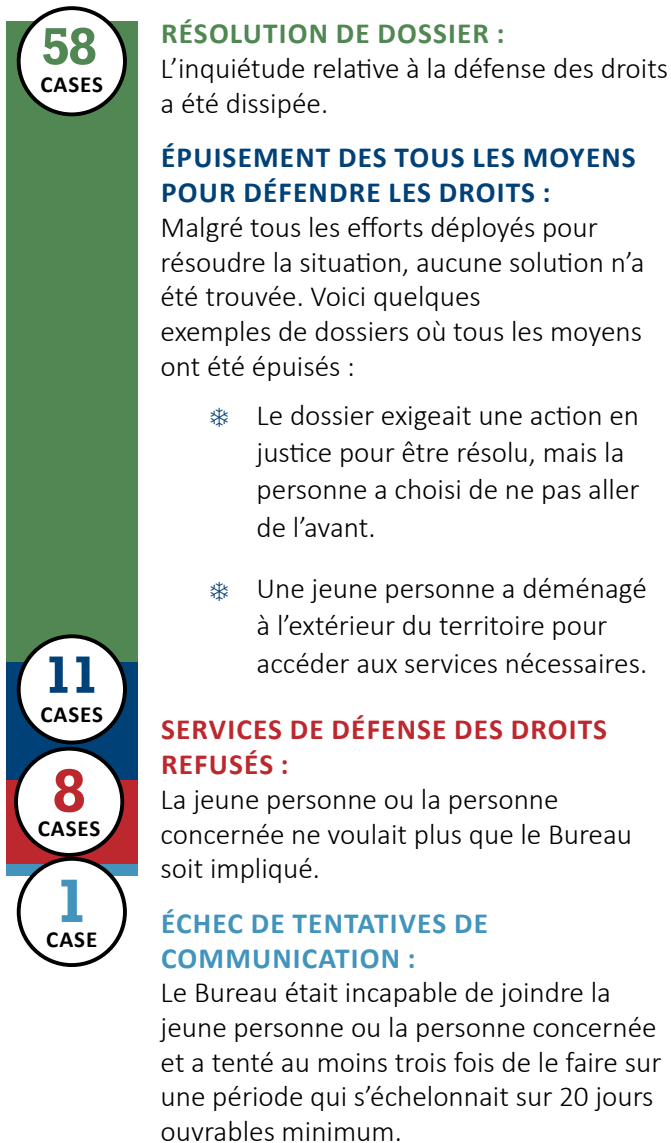 58
CASES
RÉSOLUTION DE DOSSIER :
L’inquiétude relative à la défense des droits
a été dissipée.
ÉPUISEMENT DES TOUS LES MOYENS
POUR DÉFENDRE LES DROITS :
Malgré tous les efforts déployés pour
résoudre la situation, aucune solution n’a
été trouvée. Voici quelques
exemples de dossiers où tous les moyens
ont été épuisés :
Le dossier exigeait une action en
justice pour être résolu, mais la
personne a choisi de ne pas aller
de l’avant.
Une jeune personne a déménagé
à l’extérieur du territoire pour
accéder aux services nécessaires.
11
CASES
SERVICES DE DÉFENSE DES DROITS
REFUSÉS :
8
CASES
La jeune personne ou la personne
concernée ne voulait plus que le Bureau
soit impliqué.
1
CASE
ÉCHEC DE TENTATIVES DE
COMMUNICATION :
Le Bureau était incapable de joindre la
jeune personne ou la personne concernée
et a tenté au moins trois fois de le faire sur
une période qui s’échelonnait sur 20 jours
ouvrables minimum.